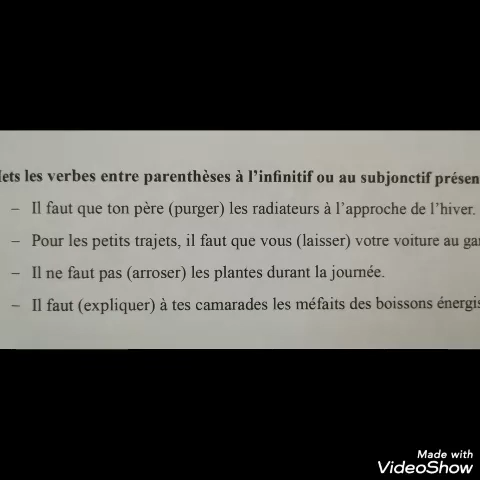 ets les verbes entre parenthèses à l'infinitif ou au subjonctif présen
– Il faut que ton père (purger) les radiateurs à l'approche de l'hiver.
– Pour les petits trajets, il faut que vous (laisser) votre voiture au ga
– Il ne faut pas (arroser) les plantes durant la journée.
– Il faut (expliquer) à tes camarades les méfaits des boissons énergis
Made with
VideoShow